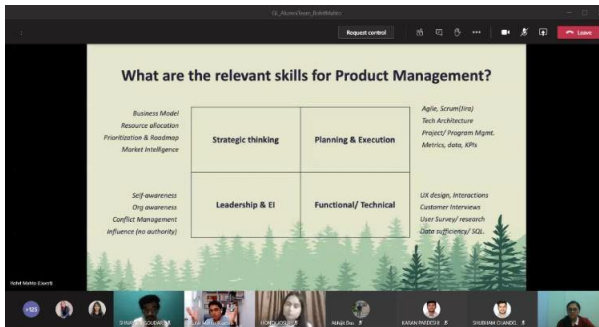 Request control
Leave
What are the relevant skills for Product Management?
Business Model
Resource allocation
Prioritization & Roadmap
Market Intelligence
Strategic thinking
Planning & Execution
Agile, Scrum(Jira)
Tech Architecture
Project/ Program Mgmt.
Metrics, data, KPIs
Self-awareness
Org awareness
Conflict Management
Influence (no authority)
Leadership & EI
Functional/ Technical
UX design, Interactions
Customer Interviews
User Survey/ research
Data sufficiency/ SQL.
+125
Abhijit Das
KARAN PARDESHI
SHUBHAM CHANDEL